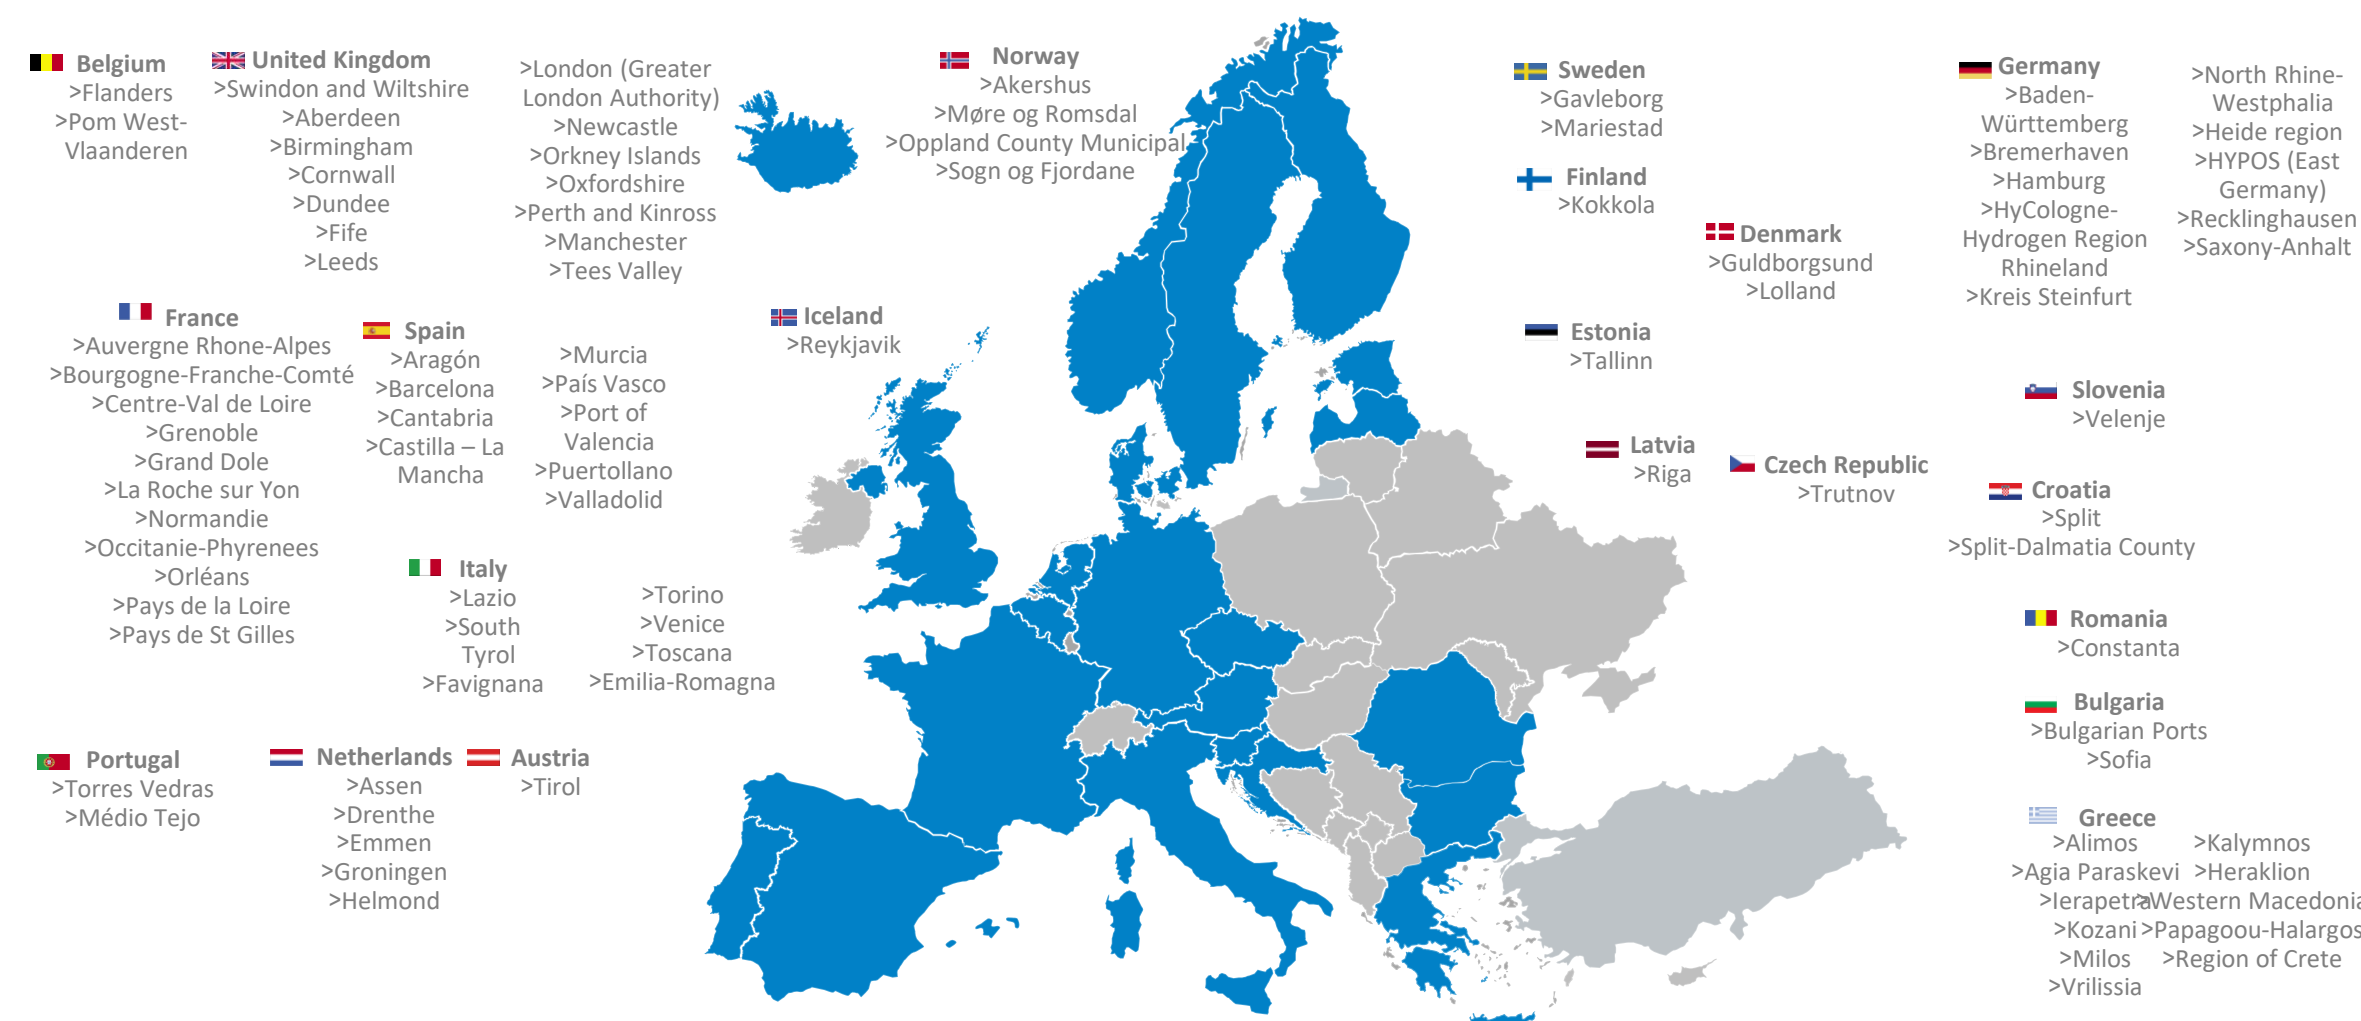 Belgium
>Flanders
>Pom West-
Vlaanderen
United Kingdom
>Swindon and Wiltshire
>Aberdeen
>Birmingham
>Cornwall
>Dundee
>Fife
>Leeds
>London (Greater
London Authority)
>Newcastle
>Orkney Islands
>Oxfordshire
>Perth and Kinross
>Manchester
>Tees Valley
Norway
>Akershus
>Møre og Romsdal
>Oppland County Municipal
>Sogn og Fjordane
Sweden
>Gavleborg
>Mariestad
Finland
>Kokkola
Denmark
>Guldborgsund
>Lolland
Germany
>Baden-
Württemberg
>Bremerhaven
>Hamburg
>HyCologne-
Hydrogen Region
Rhineland
>Kreis Steinfurt
>North Rhine-
Westphalia
>Heide region
>HYPOS (East
Germany)
>Recklinghausen
>Saxony-Anhalt
France
>Auvergne Rhone-Alpes
>Bourgogne-Franche-Comté
>Centre-Val de Loire
>Grenoble
>Grand Dole
>La Roche sur Yon
>Normandie
>Occitanie-Phyrenees
>Orléans
>Pays de la Loire
>Pays de St Gilles
Spain
>Aragón
>Barcelona
>Cantabria
>Castilla – La
Mancha
>Murcia
>País Vasco
>Port of
Valencia
>Puertollano
>Valladolid
Iceland
>Reykjavik
Estonia
>Tallinn
Slovenia
>Velenje
Latvia
>Riga
Czech Republic
>Trutnov
Croatia
>Split
>Split-Dalmatia County
Italy
>Lazio
>South
Tyrol
>Favignana
>Torino
>Venice
>Toscana
>Emilia-Romagna
Romania
>Constanta
Bulgaria
>Bulgarian Ports
>Sofia
Portugal
>Torres Vedras
>Médio Tejo
Netherlands
>Assen
>Drenthe
>Emmen
>Groningen
>Helmond
Austria
>Tirol
Greece
>Alimos
>Agia Paraskevi
>Ierapetra
>Kozani
>Milos
>Vrilissia
>Kalymnos
>Heraklion
>Western Macedonia
>Papagoou-Halargos
>Region of Crete